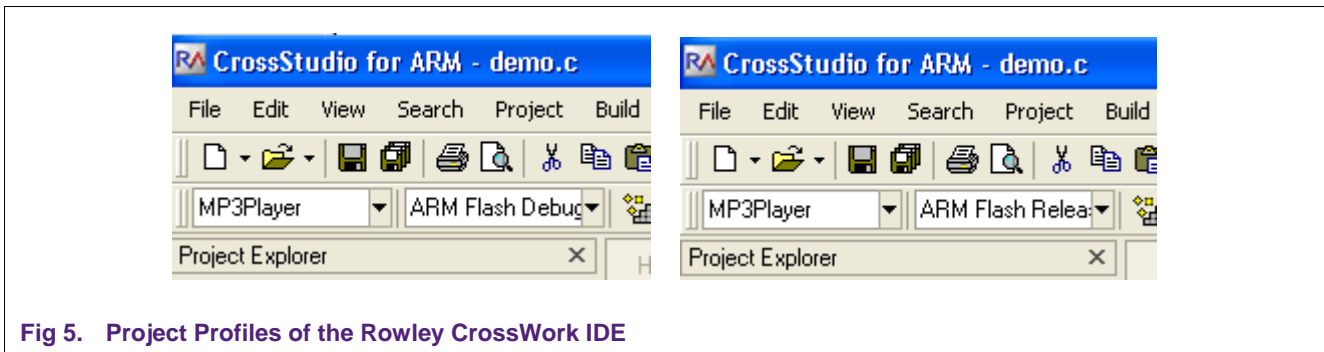 CrossStudio for ARM - demo.c
File Edit View Search Project Build
MP3Player ARM Flash Debug
Project Explorer
CrossStudio for ARM - demo.c
File Edit View Search Project Build
MP3Player ARM Flash Relea
Project Explorer
Fig 5. Project Profiles of the Rowley CrossWork IDE